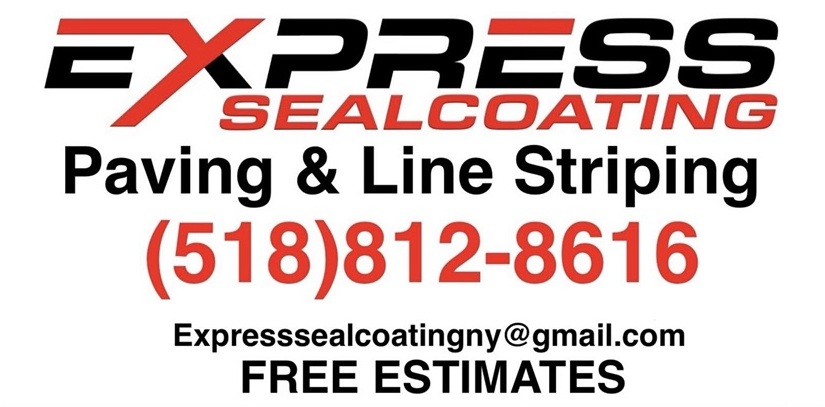 EXPRESS
SEALCOATING
Paving & Line Striping
(518)812-8616
Expresssealcoatingny@gmail.com
FREE ESTIMATES